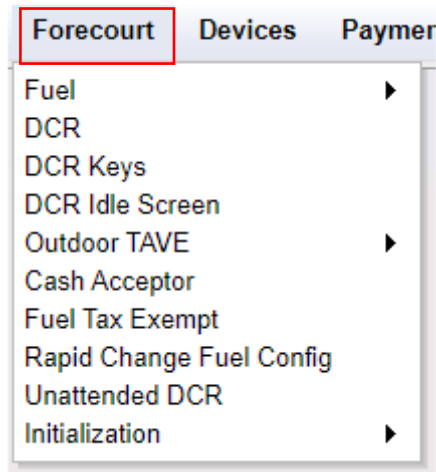 Forecourt Devices
Fuel
DCR
DCR Keys
DCR Idle Screen
Outdoor TAVE
Cash Acceptor
Fuel Tax Exempt
Rapid Change Fuel Config
Unattended DCR
Initialization